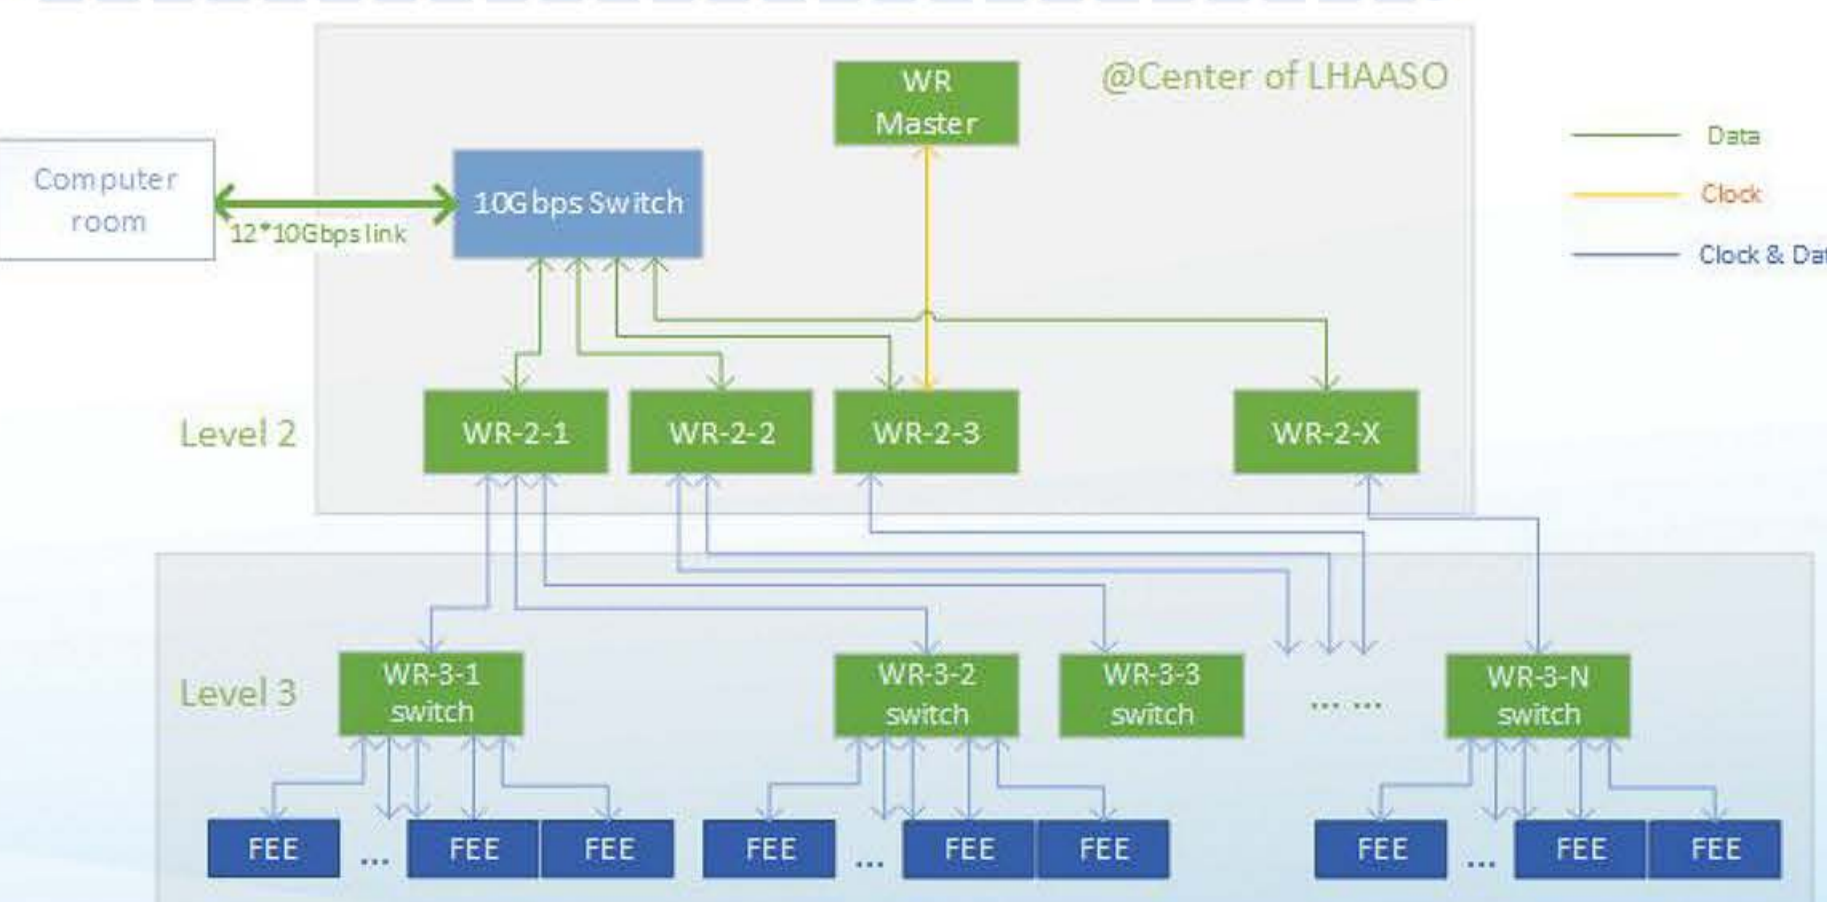 WR
Master
@Center of LHAASO
Data
Computer
room
10Gbps Switch
12*10Gbps link
Clock
Clock & Dat
Level 2
WR-2-1
WR-2-2
WR-2-3
WR-2-X
Level 3
WR-3-1
switch
WR-3-2
switch
WR-3-3
switch
... ...
WR-3-N
switch
FEE ... FEE FEE
FEE ... FEE FEE
FEE ... FEE FEE